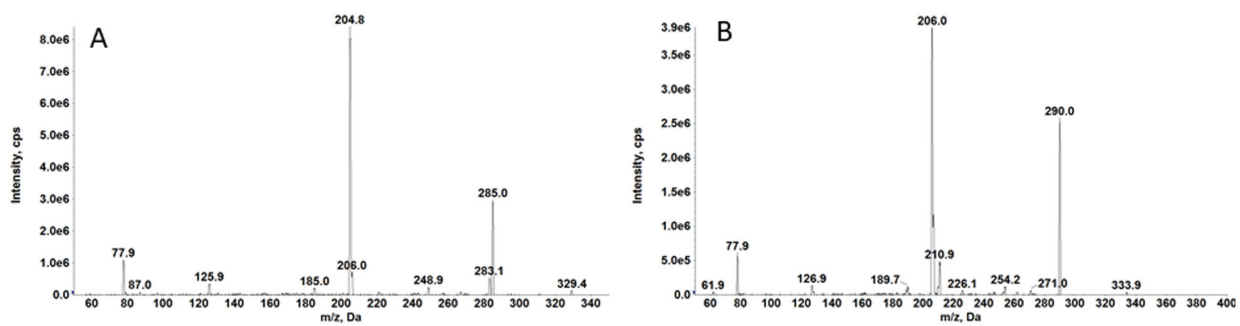 A
204.8
8.0e6
7.0e6
6.0e6
5.0e6
4.0e6
3.0e6
2.0e6
1.0e6
0.0
Intensity, cps
285.0
77.9
87.0
125.9
185.0
206.0
248.9
283.1
329.4
60 80 100 120 140 160 180 200 220 240 260 280 300 320 340
m/z, Da
B
206.0
3.9e6
3.5e6
3.0e6
2.5e6
2.0e6
1.5e6
1.0e6
5.0e5
0.0
Intensity, cps
290.0
77.9
61.9
126.9
189.7
210.9
226.1
254.2
271.0
333.9
60 80 100 120 140 160 180 200 220 240 260 280 300 320 340 360 380 400
m/z, Da